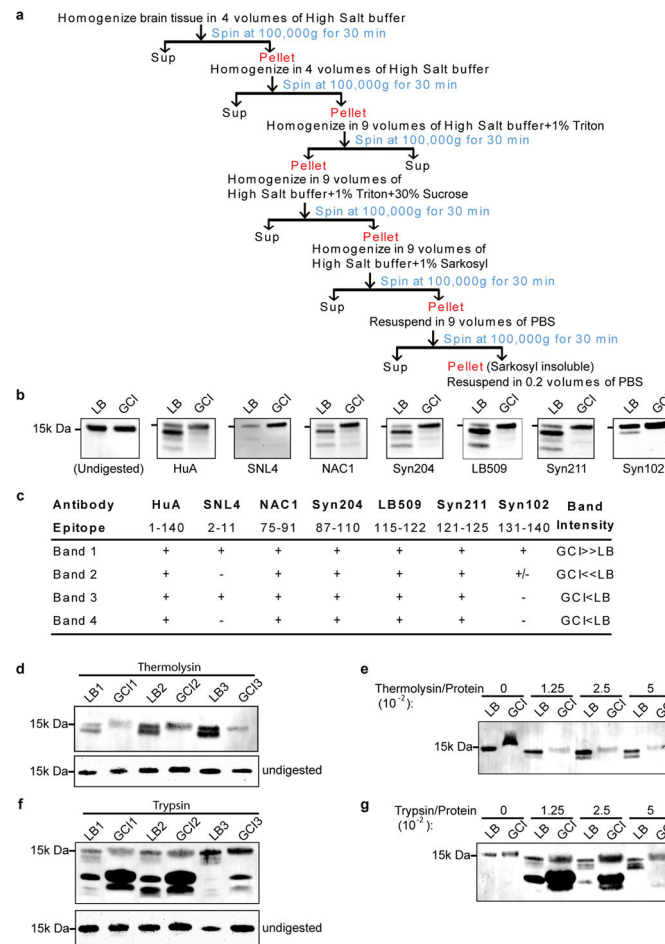 a
Homogenize brain tissue in 4 volumes of High Salt buffer
Spin at 100,000g for 30 min
Sup Pellet
Homogenize in 4 volumes of High Salt buffer
Spin at 100,000g for 30 min
Sup Pellet
Homogenize in 9 volumes of High Salt buffer+1% Triton
Spin at 100,000g for 30 min
Pellet Sup
Homogenize in 9 volumes of
High Salt buffer+1% Triton+30% Sucrose
Spin at 100,000g for 30 min
Sup Pellet
Homogenize in 9 volumes of
High Salt buffer+1% Sarkosyl
Spin at 100,000g for 30 min
Sup Pellet
Resuspend in 9 volumes of PBS
Spin at 100,000g for 30 min
Sup Pellet (Sarkosyl insoluble)
Resuspend in 0.2 volumes of PBS
b
LB GCI LB GCI LB GCI LB GCI LB GCI LB GCI LB GCI LB GCI
15k Da
(Undigested) HuA SNL4 NAC1 Syn204 LB509 Syn211 Syn102
c
Antibody HuA SNL4 NAC1 Syn204 LB509 Syn211 Syn102 Band
Epitope 1-140 2-11 75-91 87-110 115-122 121-125 131-140 Intensity
Band 1 + + + + + + + GCI>>LB
Band 2 + - + + + + +/- GCI<<LB
Band 3 + + + + + + - GCI<LB
Band 4 + - + + + + - GCI<LB
d
Thermolysin
LB1 GCI1 LB2 GCI2 LB3 GCI3
15k Da
15k Da undigested
e
Thermolysin/Protein 0 1.25 2.5 5
(10-2):
LB GCI LB GCI LB GCI LB GCI
15k Da
f
Trypsin
LB1 GCI1 LB2 GCI2 LB3 GCI3
15k Da
15k Da undigested
g
Trypsin/Protein 0 1.25 2.5 5
(10-2):
LB GCI LB GCI LB GCI LB GCI
15k Da